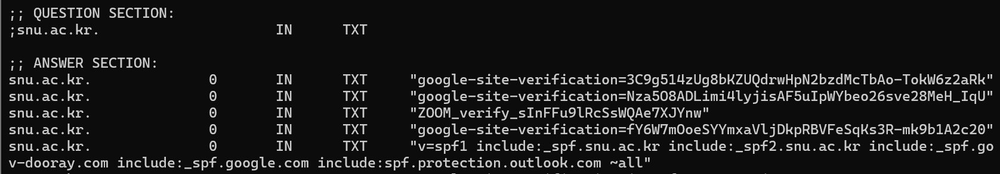 ;; QUESTION SECTION:
;snu.ac.kr. IN TXT
;; ANSWER SECTION:
snu.ac.kr. 0 IN TXT "google-site-verification=3C9g514zUg8bKZUQdrwHpN2bzdMcTbAo-TokW6z2aRk"
snu.ac.kr. 0 IN TXT "google-site-verification=Nza5O8ADLimi4lyjisAF5uIpWYbeo26sve28MeH_IqU"
snu.ac.kr. 0 IN TXT "ZOOM_verify_sInFFu9lRcSsWQAe7XJYnw"
snu.ac.kr. 0 IN TXT "google-site-verification=fY6W7mOoeSYYmxaVljDkpRBVFeSqKs3R-mk9b1A2c20"
snu.ac.kr. 0 IN TXT "v=spf1 include:_spf.snu.ac.kr include:_spf2.snu.ac.kr include:_spf.go
v-dooray.com include:_spf.google.com include:spf.protection.outlook.com ~all"